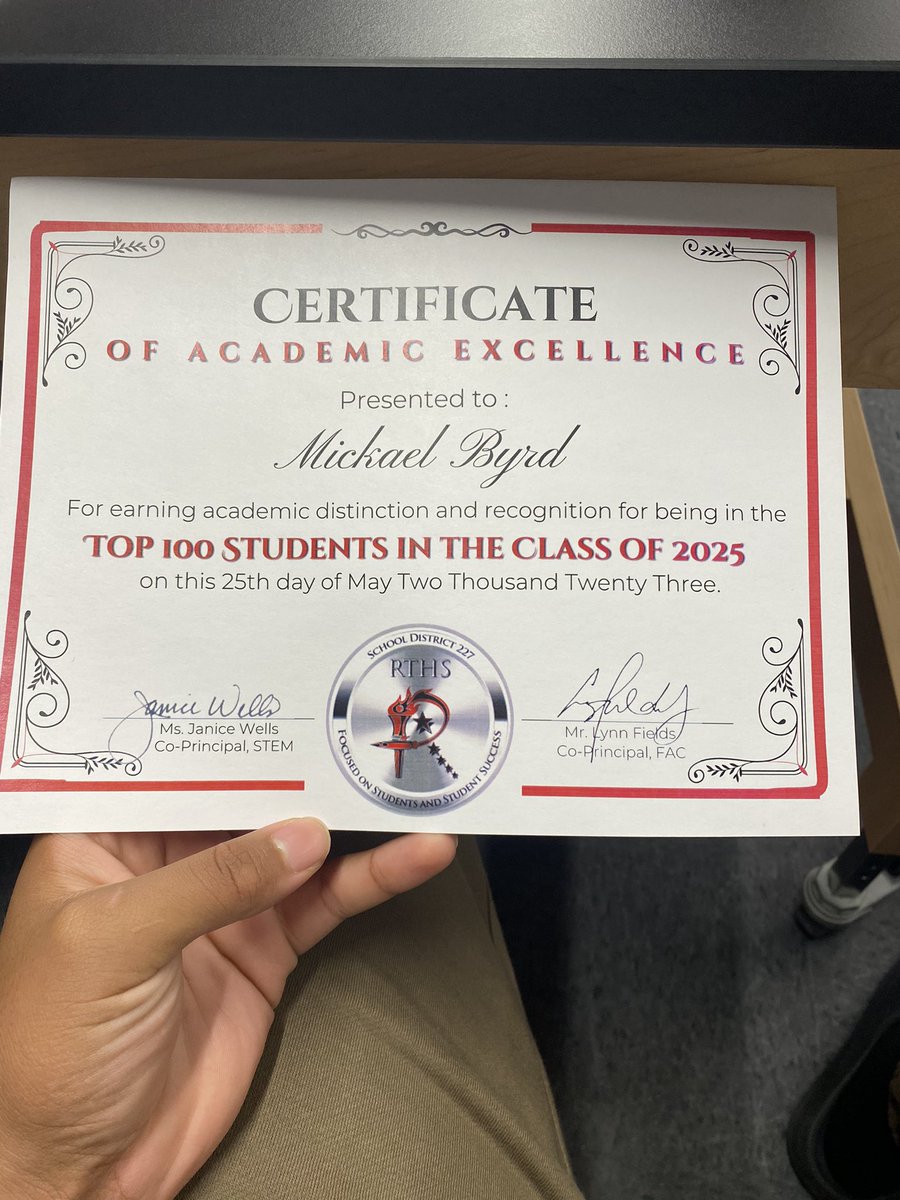 CERTIFICATE
OF ACADEMIC EXCELLENCE
Presented to :
Mickael Byrd
For earning academic distinction and recognition for being in the
TOP 100 STUDENTS IN THE CLASS OF 2025
on this 25th day of May Two Thousand Twenty Three.
SCHOOL DISTRICT 227
RTHS
FOCUSED ON STUDENTS AND STUDENT SUCCESS
Janice Wells
Ms. Janice Wells
Co-Principal, STEM
Mr. Lynn Fields
Co-Principal, FAC